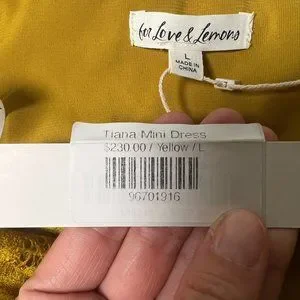 for Love & Lemons
L
MADE IN
CHINA
Tiana Mini Dress
$230.00 / Yellow / L
96701916